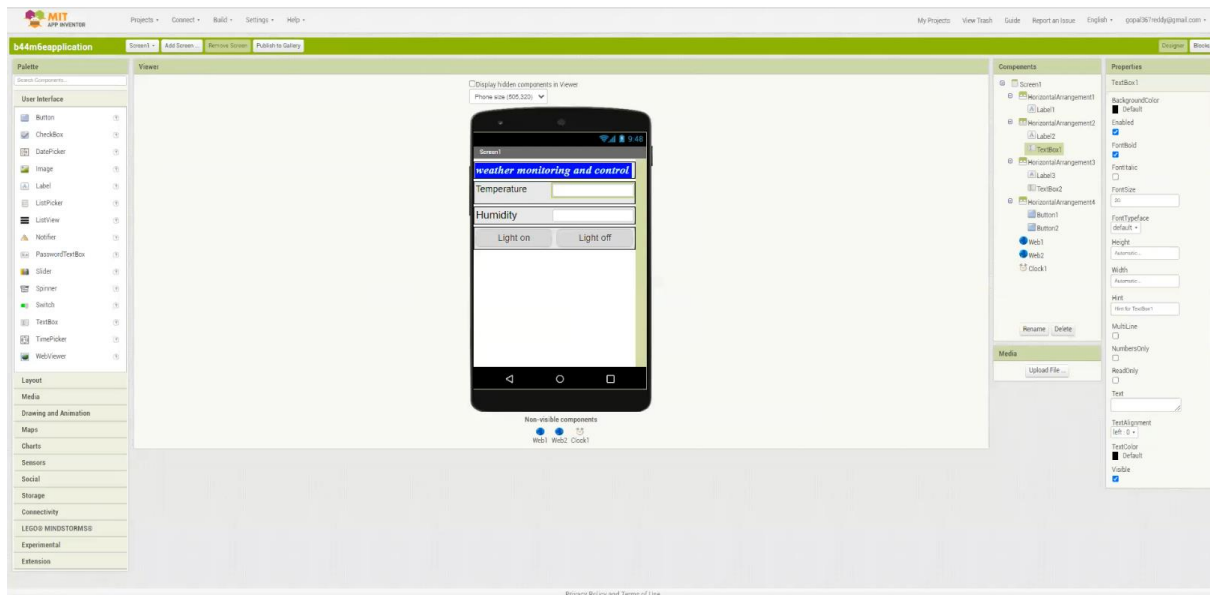 MIT
APP INVENTOR
Projects
Connect
Build
Settings
Help
My Projects
View Trash
Guide
Report an Issue
English
gopal367reddy@gmail.com
b44m6eapplication
Screen1
Add Screen ...
Remove Screen
Publish to Gallery
Designer
Blocks
Palette
Search Components...
User Interface
Button
CheckBox
DatePicker
Image
Label
ListPicker
ListView
Notifier
PasswordTextBox
Slider
Spinner
Switch
TextBox
TimePicker
WebViewer
Layout
Media
Drawing and Animation
Maps
Charts
Sensors
Social
Storage
Connectivity
LEGO® MINDSTORMS®
Experimental
Extension
Viewer
Display hidden components in Viewer
Phone size (505,320)
9:48
Screen1
weather monitoring and control
Temperature
Humidity
Light on
Light off
Non-visible components
Web1
Web2
Clock1
Components
Screen1
HorizontalArrangement1
Label1
HorizontalArrangement2
Label2
TextBox1
HorizontalArrangement3
Label3
TextBox2
HorizontalArrangement4
Button1
Button2
Web1
Web2
Clock1
Rename
Delete
Media
Upload File ...
Properties
TextBox1
BackgroundColor
Default
Enabled
FontBold
FontItalic
FontSize
FontTypeface
default
Height
Automatic...
Width
Automatic...
Hint
Hint for TextBox1
MultiLine
NumbersOnly
ReadOnly
Text
TextAlignment
left : 0
TextColor
Default
Visible
Privacy Policy and Terms of Use